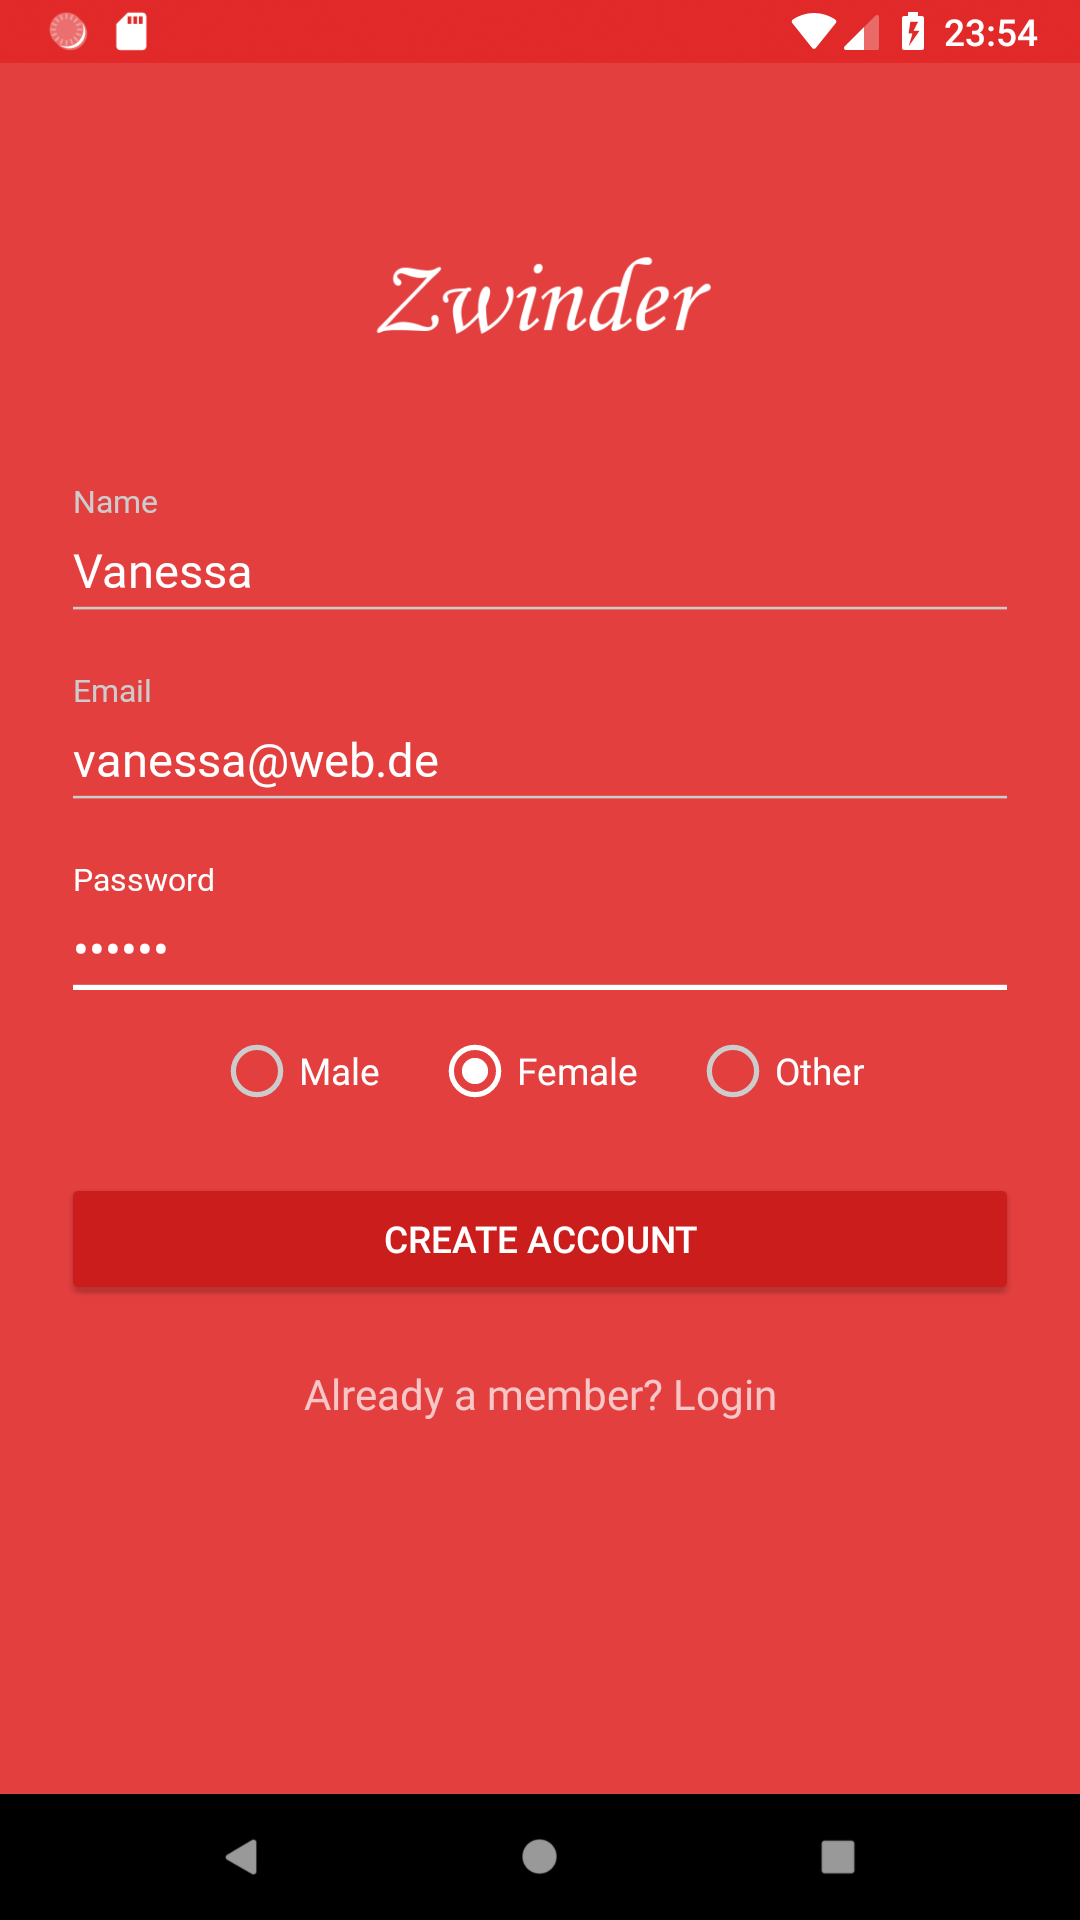 23:54
Zwinder
Name
Vanessa
Email
vanessa@web.de
Password
••••••
Male Female Other
CREATE ACCOUNT
Already a member? Login